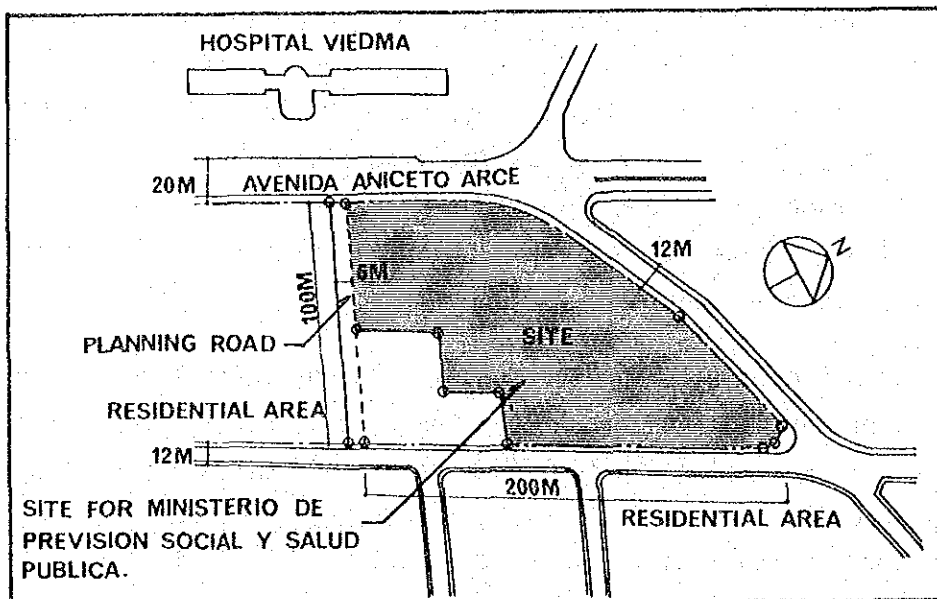 HOSPITAL VIEDMA
20M
AVENIDA ANICETO ARCE
N
12M
6M
100M
PLANNING ROAD
SITE
RESIDENTIAL AREA
12M
200M
SITE FOR MINISTERIO DE
PREVISION SOCIAL Y SALUD
PUBLICA.
RESIDENTIAL AREA